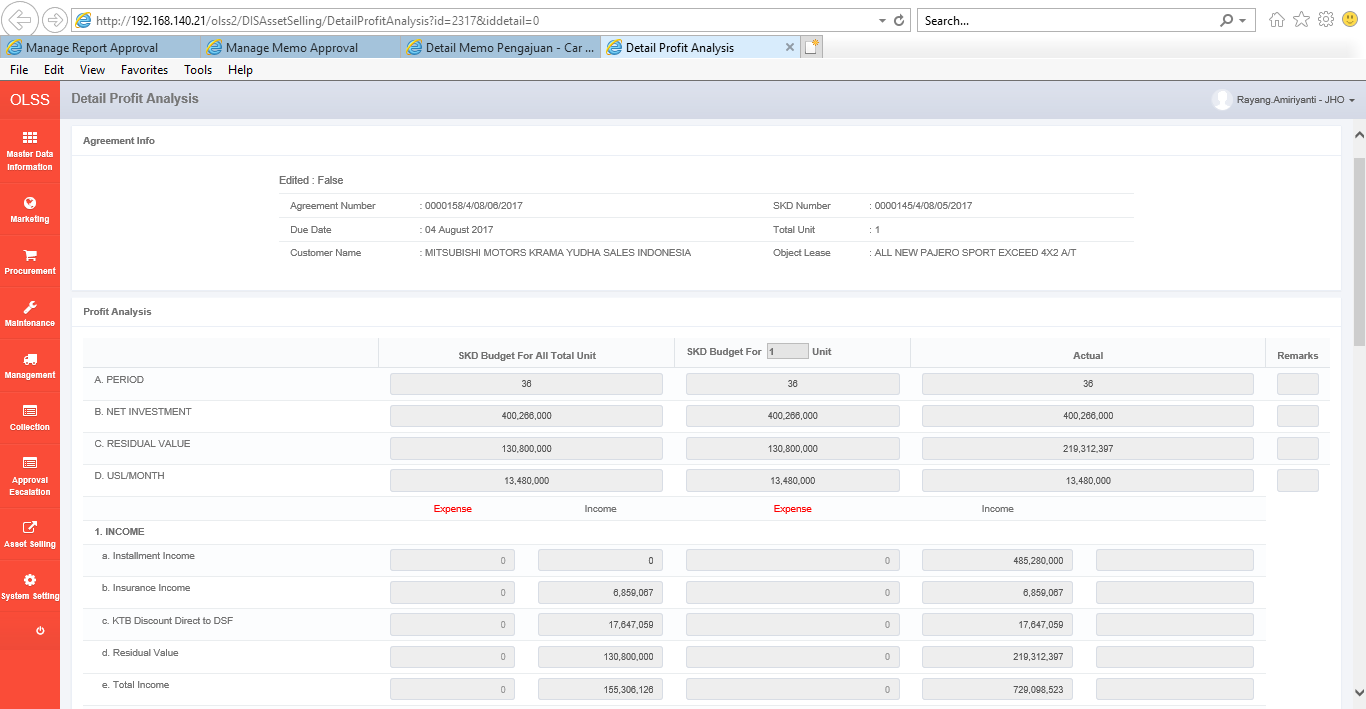 http://192.168.140.21/olss2/DISAssetSelling/DetailProfitAnalysis?id=2317&iddetail=0 Search...
Manage Report Approval Manage Memo Approval Detail Memo Pengajuan - Car ... Detail Profit Analysis
File Edit View Favorites Tools Help
OLSS Detail Profit Analysis Rayang.Amiriyanti - JHO
Master Data
Information
Marketing
Procurement
Maintenance
Management
Collection
Approval
Escalation
Asset Selling
System Setting
Agreement Info
Edited : False
Agreement Number : 0000158/4/08/06/2017 SKD Number : 0000145/4/08/05/2017
Due Date : 04 August 2017 Total Unit : 1
Customer Name : MITSUBISHI MOTORS KRAMA YUDHA SALES INDONESIA Object Lease : ALL NEW PAJERO SPORT EXCEED 4X2 A/T
Profit Analysis
SKD Budget For All Total Unit SKD Budget For 1 Unit Actual Remarks
A. PERIOD 36 36 36
B. NET INVESTMENT 400,266,000 400,266,000 400,266,000
C. RESIDUAL VALUE 130,800,000 130,800,000 219,312,397
D. USL/MONTH 13,480,000 13,480,000 13,480,000
Expense Income Expense Income
1. INCOME
a. Installment Income 0 0 0 485,280,000
b. Insurance Income 0 6,859,067 0 6,859,067
c. KTB Discount Direct to DSF 0 17,647,059 0 17,647,059
d. Residual Value 0 130,800,000 0 219,312,397
e. Total Income 0 155,306,126 0 729,098,523